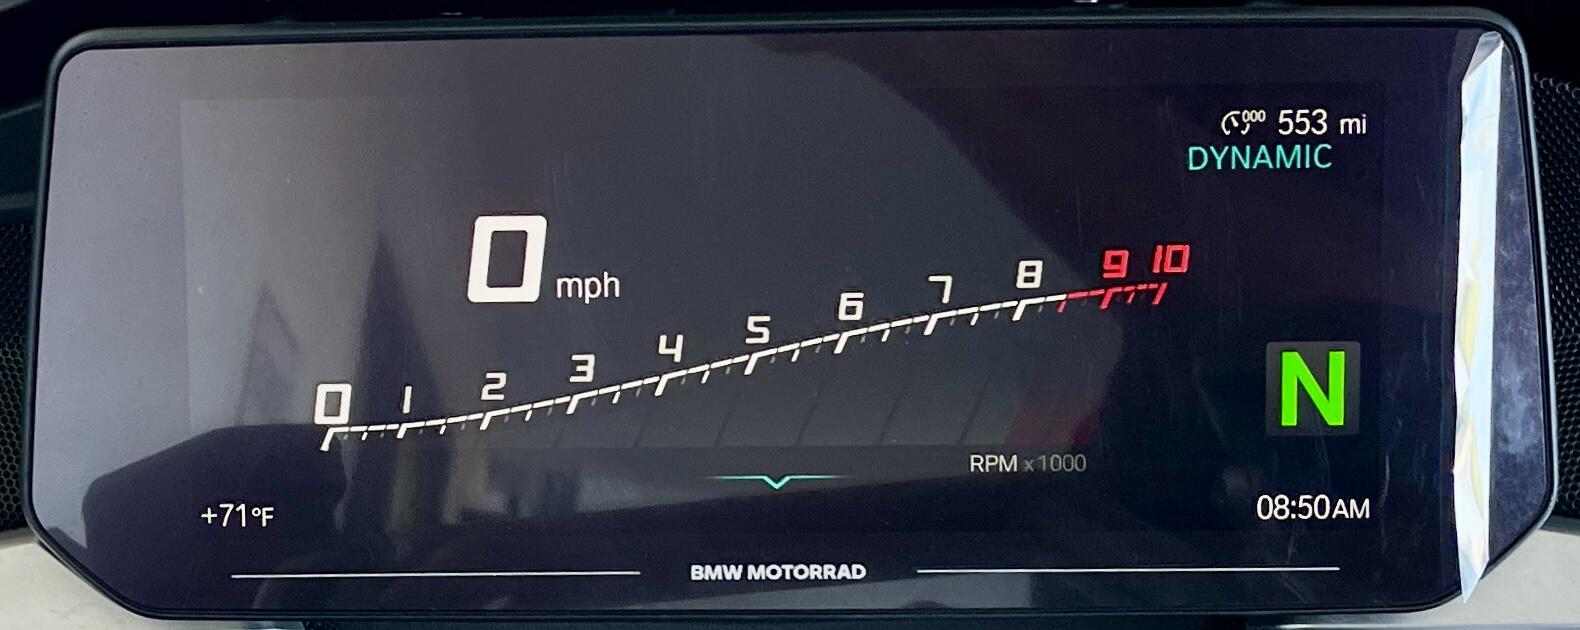 553 mi
DYNAMIC
0 mph
0 1 2 3 4 5 6 7 8 9 10
N
RPM x1000
+71°F
08:50AM
BMW MOTORRAD